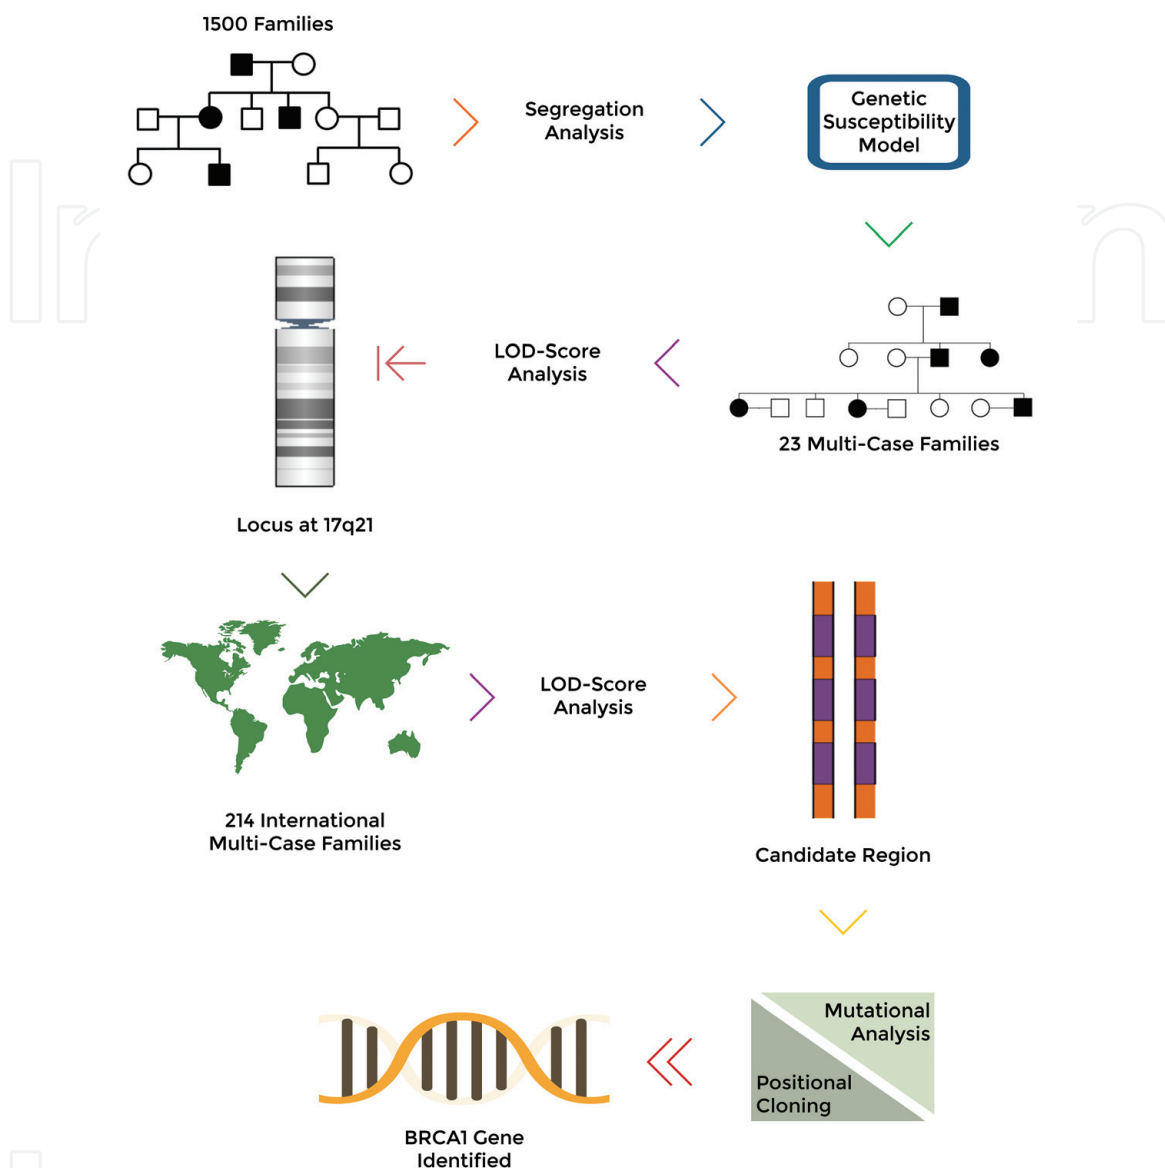 1500 Families
Segregation
Analysis
Genetic
Susceptibility
Model
LOD-Score
Analysis
23 Multi-Case Families
Locus at 17q21
LOD-Score
Analysis
214 International
Multi-Case Families
Candidate Region
Mutational
Analysis
Positional
Cloning
BRCA1 Gene
Identified